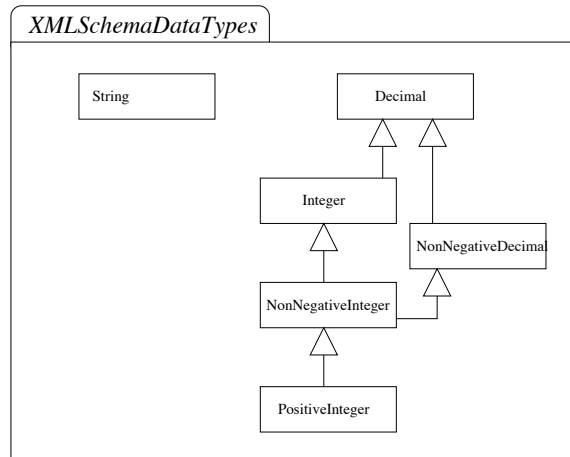 XMLSchemaDataTypes
String
Decimal
Integer
NonNegativeDecimal
NonNegativeInteger
PositiveInteger